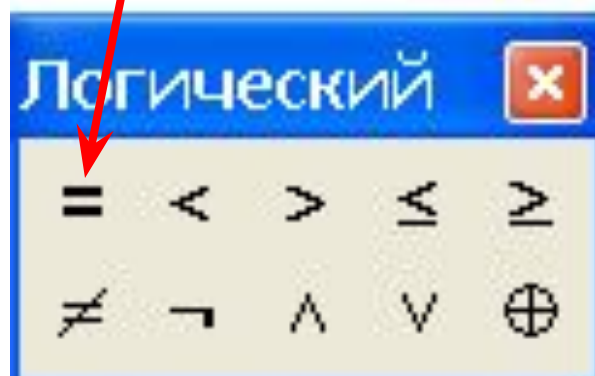 Логический
= < > ≤ ≥
≠ ¬ ∧ ∨ ⊕